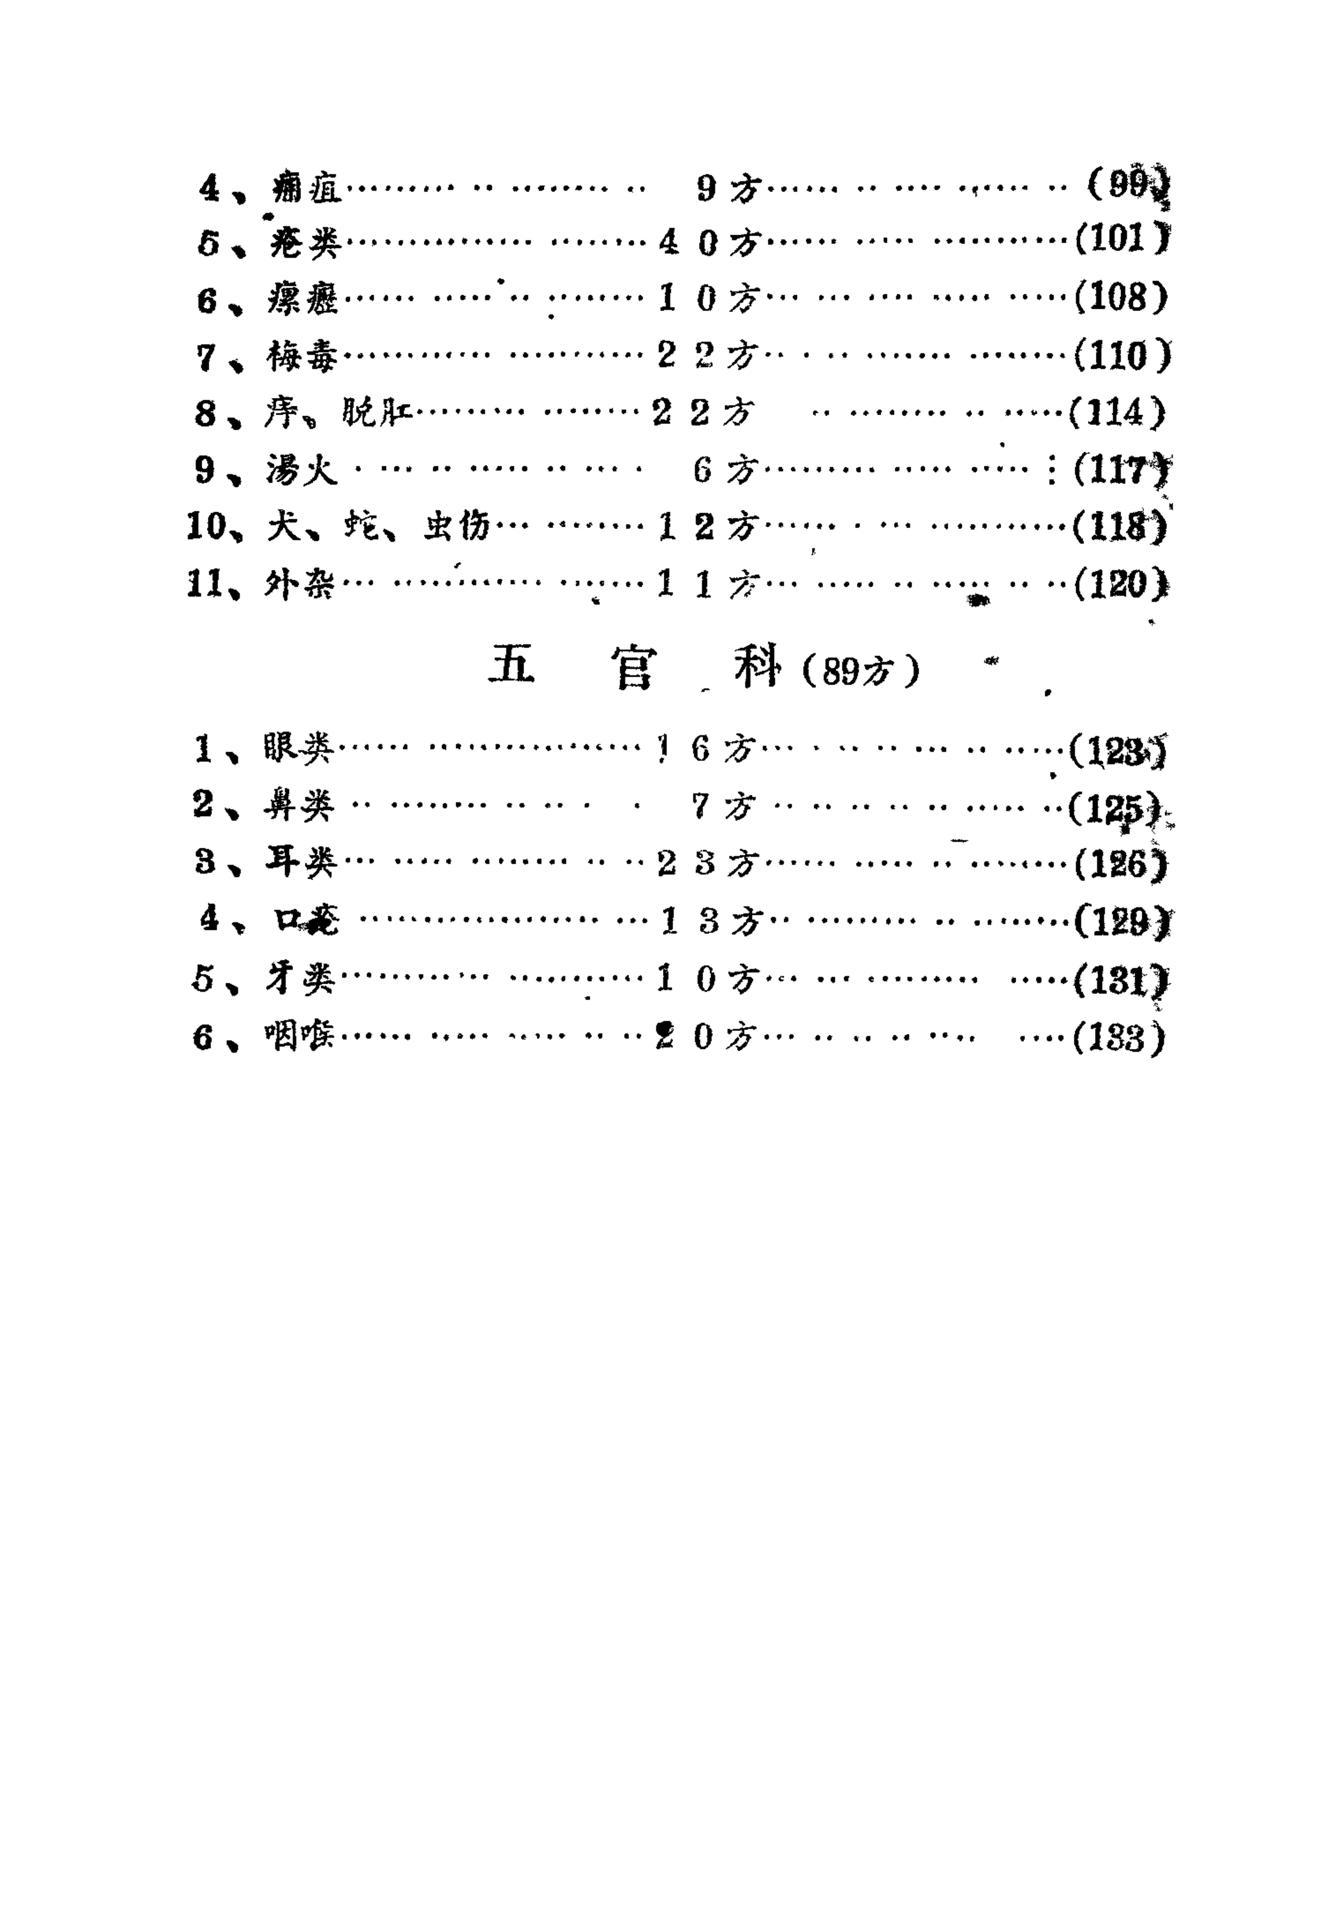 4、痈疽……………… 9方………………(99)
5、疮类………………40方………………(101)
6、瘰癧………………10方………………(108)
7、梅毒………………22方………………(110)
8、痔、脱肛…………22方………………(114)
9、湯火……………… 6方………………(117)
10、犬、蛇、虫伤……12方………………(118)
11、外杂………………11方………………(120)
五官科(89方)
1、眼类………………16方………………(123)
2、鼻类……………… 7方………………(125)
3、耳类………………23方………………(126)
4、口疮………………13方………………(129)
5、牙类………………10方………………(131)
6、咽喉………………20方………………(133)